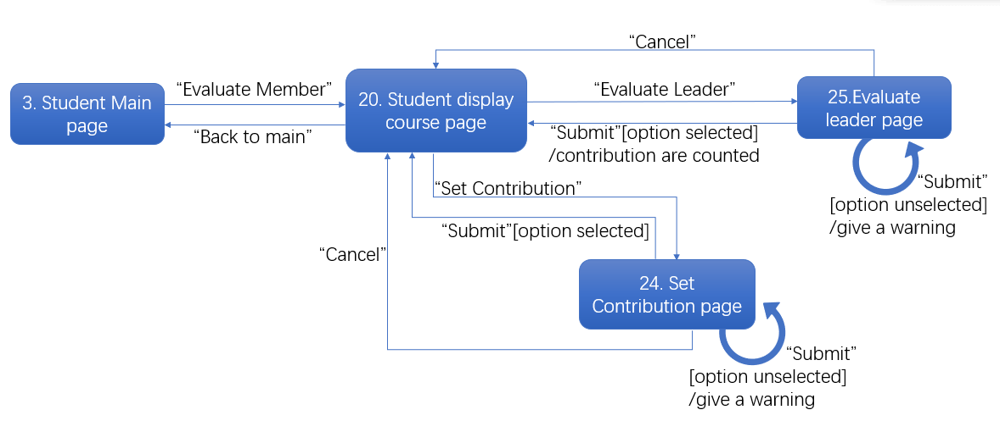 “Cancel”
“Evaluate Member”
3. Student Main
page
“Back to main”
20. Student display
course page
“Evaluate Leader”
25.Evaluate
leader page
“Submit”[option selected]
/contribution are counted
“Submit”
[option unselected]
/give a warning
“Set Contribution”
“Submit”[option selected]
“Cancel”
24. Set
Contribution page
“Submit”
[option unselected]
/give a warning